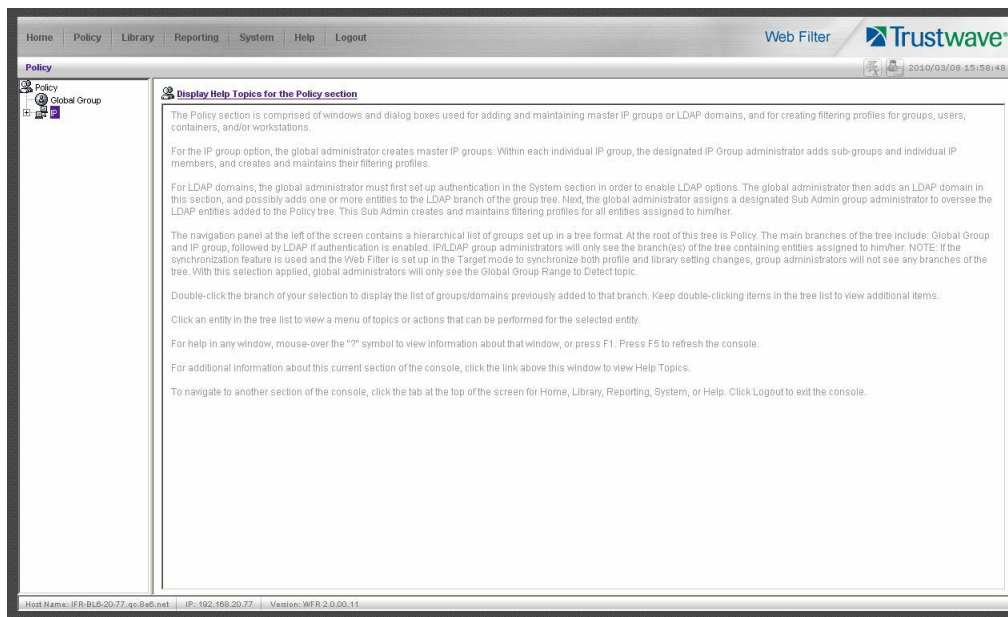 Home Policy Library Reporting System Help Logout
Web Filter
Trustwave®
Policy
2010/03/08 15:58:48
Policy
Global Group
IP
Display Help Topics for the Policy section
The Policy section is comprised of windows and dialog boxes used for adding and maintaining master IP groups or LDAP domains, and for creating filtering profiles for groups, users,
containers, and/or workstations.
For the IP group option, the global administrator creates master IP groups. Within each individual IP group, the designated IP Group administrator adds sub-groups and individual IP
members, and creates and maintains their filtering profiles.
For LDAP domains, the global administrator must first set up authentication in the System section in order to enable LDAP options. The global administrator then adds an LDAP domain in
this section, and possibly adds one or more entities to the LDAP branch of the group tree. Next, the global administrator assigns a designated Sub Admin group administrator to oversee the
LDAP entities added to the Policy tree. This Sub Admin creates and maintains filtering profiles for all entities assigned to him/her.
The navigation panel at the left of the screen contains a hierarchical list of groups set up in a tree format. At the root of this tree is Policy. The main branches of the tree include: Global Group
and IP group, followed by LDAP if authentication is enabled. IP/LDAP group administrators will only see the branch(es) of the tree containing entities assigned to him/her. NOTE: If the
synchronization feature is used and the Web Filter is set up in the Target mode to synchronize both profile and library setting changes, group administrators will not see any branches of the
tree. With this selection applied, global administrators will only see the Global Group Range to Detect topic.
Double-click the branch of your selection to display the list of groups/domains previously added to that branch. Keep double-clicking items in the tree list to view additional items.
Click an entity in the tree list to view a menu of topics or actions that can be performed for the selected entity.
For help in any window, mouse-over the "?" symbol to view information about that window, or press F1. Press F5 to refresh the console.
For additional information about this current section of the console, click the link above this window to view Help Topics.
To navigate to another section of the console, click the tab at the top of the screen for Home, Library, Reporting, System, or Help. Click Logout to exit the console.
Host Name: IFR-BL6-20-77.qc.8e6.net IP: 192.168.20.77 Version: WFR 2.0.00.11